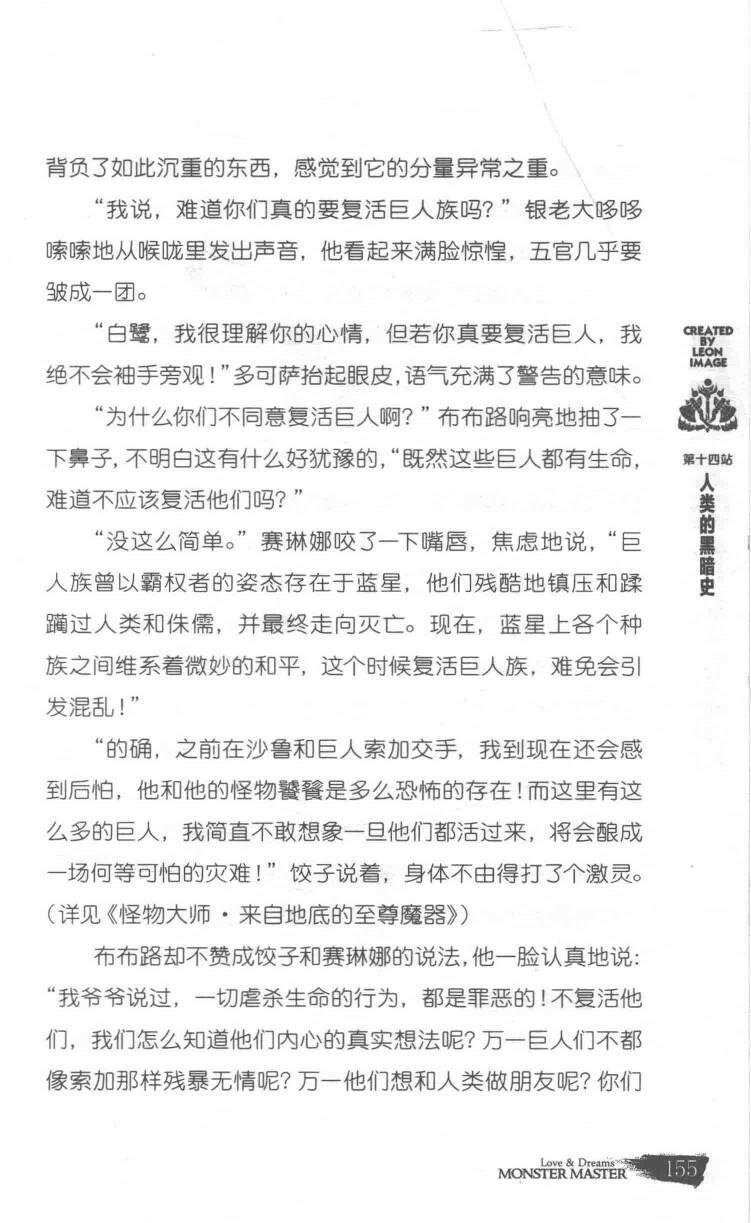 背负了如此沉重的东西，感觉到它的分量异常之重。
“我说，难道你们真的要复活巨人族吗？”银老大哆哆
嗦嗦地从喉咙里发出声音，他看起来满脸惊惶，五官几乎要
皱成一团。
“白鹭，我很理解你的心情，但若你真要复活巨人，我
绝不会袖手旁观！”多可萨抬起眼皮，语气充满了警告的意味。
“为什么你们不同意复活巨人啊？”布布路响亮地抽了一
下鼻子，不明白这有什么好犹豫的，“既然这些巨人都有生命，
难道不应该复活他们吗？”
“没这么简单。”赛琳娜咬了一下嘴唇，焦虑地说，“巨
人族曾以霸权者的姿态存在于蓝星，他们残酷地镇压和蹂
躏过人类和侏儒，并最终走向灭亡。现在，蓝星上各个种
族之间维系着微妙的和平，这个时候复活巨人族，难免会引
发混乱！”
“的确，之前在沙鲁和巨人索加交手，我到现在还会感
到后怕，他和他的怪物饕餮是多么恐怖的存在！而这里有这
么多的巨人，我简直不敢想象一旦他们都活过来，将会酿成
一场何等可怕的灾难！”饺子说着，身体不由得打了个激灵。
（详见《怪物大师·来自地底的至尊魔器》）
布布路却不赞成饺子和赛琳娜的说法，他一脸认真地说：
“我爷爷说过，一切虐杀生命的行为，都是罪恶的！不复活他
们，我们怎么知道他们内心的真实想法呢？万一巨人们不都
像索加那样残暴无情呢？万一他们想和人类做朋友呢？你们
CREATED
BY
LEON
IMAGE
第十四站
人类的黑暗史
Love & Dreams
MONSTER MASTER
155